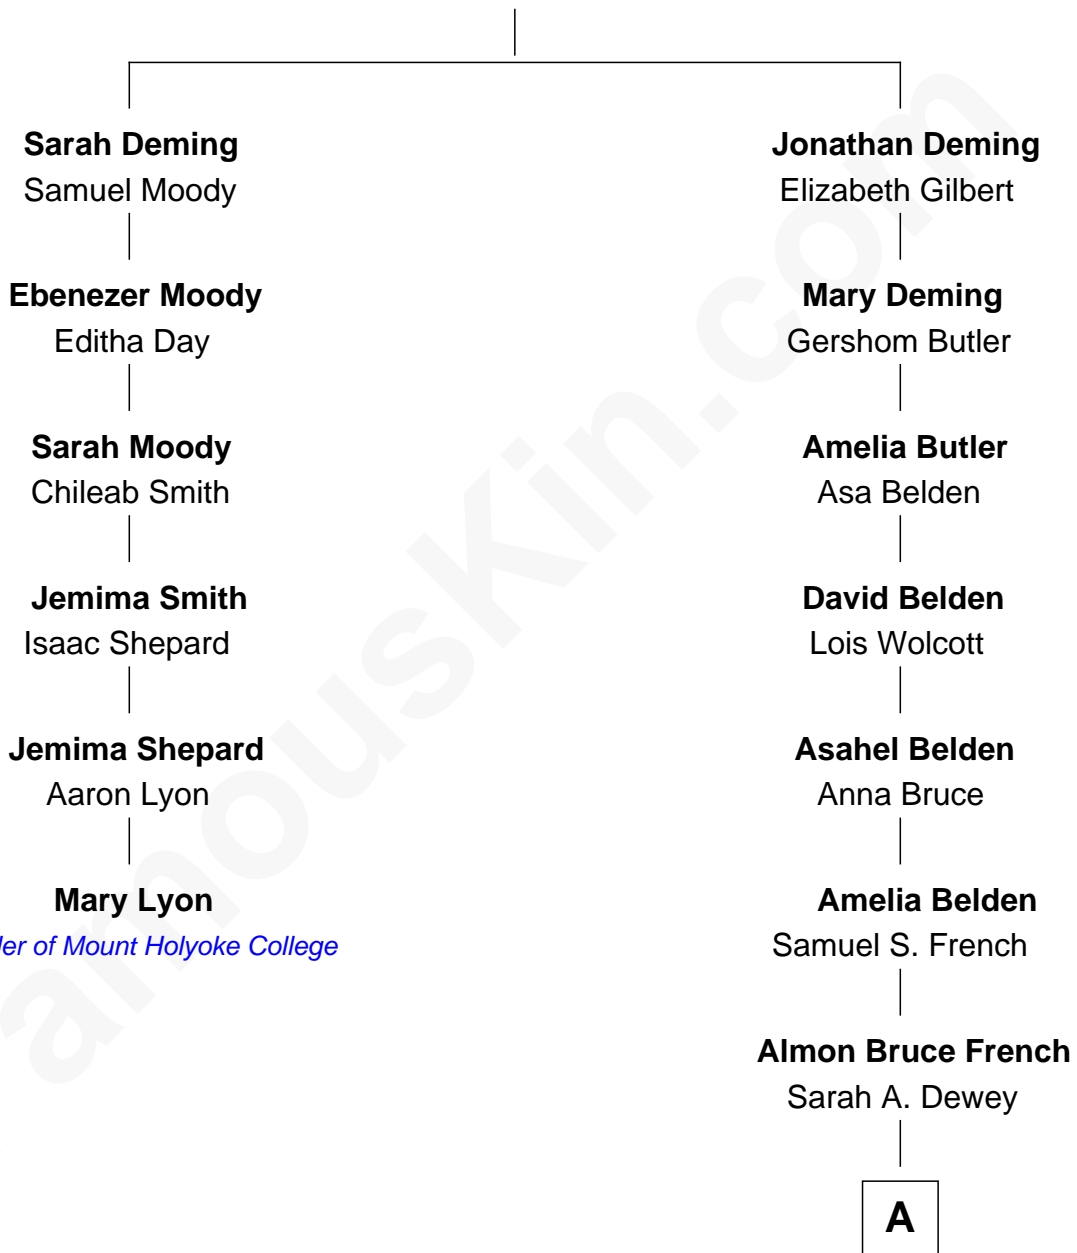 Sarah Deming
Samuel Moody
Ebenezer Moody
Editha Day
Sarah Moody
Chileab Smith
Jemima Smith
Isaac Shepard
Jemima Shepard
Aaron Lyon
Mary Lyon
of Mount Holyoke College
Jonathan Deming
Elizabeth Gilbert
Mary Deming
Gershom Butler
Amelia Butler
Asa Belden
David Belden
Lois Wolcott
Asahel Belden
Anna Bruce
Amelia Belden
Samuel S. French
Almon Bruce French
Sarah A. Dewey
A
amouskin.com